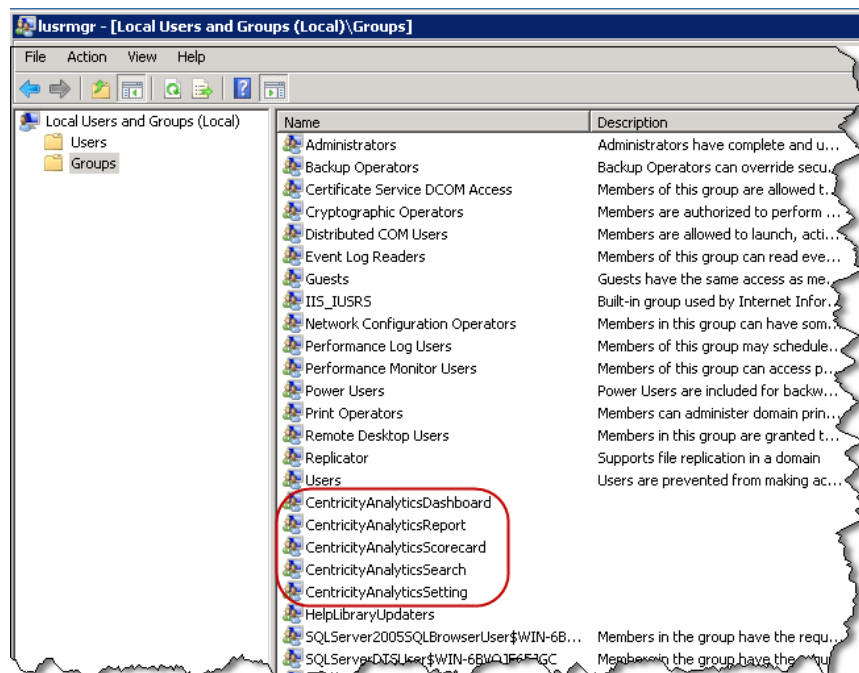 lusrmgr - [Local Users and Groups (Local)\Groups]
File Action View Help
Local Users and Groups (Local)
Users
Groups
Name Description
Administrators Administrators have complete and u...
Backup Operators Backup Operators can override secu...
Certificate Service DCOM Access Members of this group are allowed t...
Cryptographic Operators Members are authorized to perform ...
Distributed COM Users Members are allowed to launch, acti...
Event Log Readers Members of this group can read eve...
Guests Guests have the same access as me...
IIS_IUSRS Built-in group used by Internet Infor...
Network Configuration Operators Members in this group can have som...
Performance Log Users Members of this group may schedule...
Performance Monitor Users Members of this group can access p...
Power Users Power Users are included for backw...
Print Operators Members can administer domain prin...
Remote Desktop Users Members in this group are granted t...
Replicator Supports file replication in a domain
Users Users are prevented from making ac...
CentricityAnalyticsDashboard
CentricityAnalyticsReport
CentricityAnalyticsScorecard
CentricityAnalyticsSearch
CentricityAnalyticsSetting
HelpLibraryUpdaters
SQLServer2005SQLBrowserUser$WIN-6B... Members in the group have the requ...
Members in the group have the